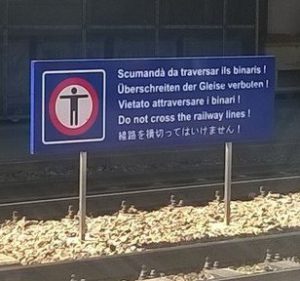 Scumandà da traversar ils binaris !
Überschreiten der Gleise verboten !
Vietato attraversare i binari !
Do not cross the railway lines !
線路を横切ってはいけません！